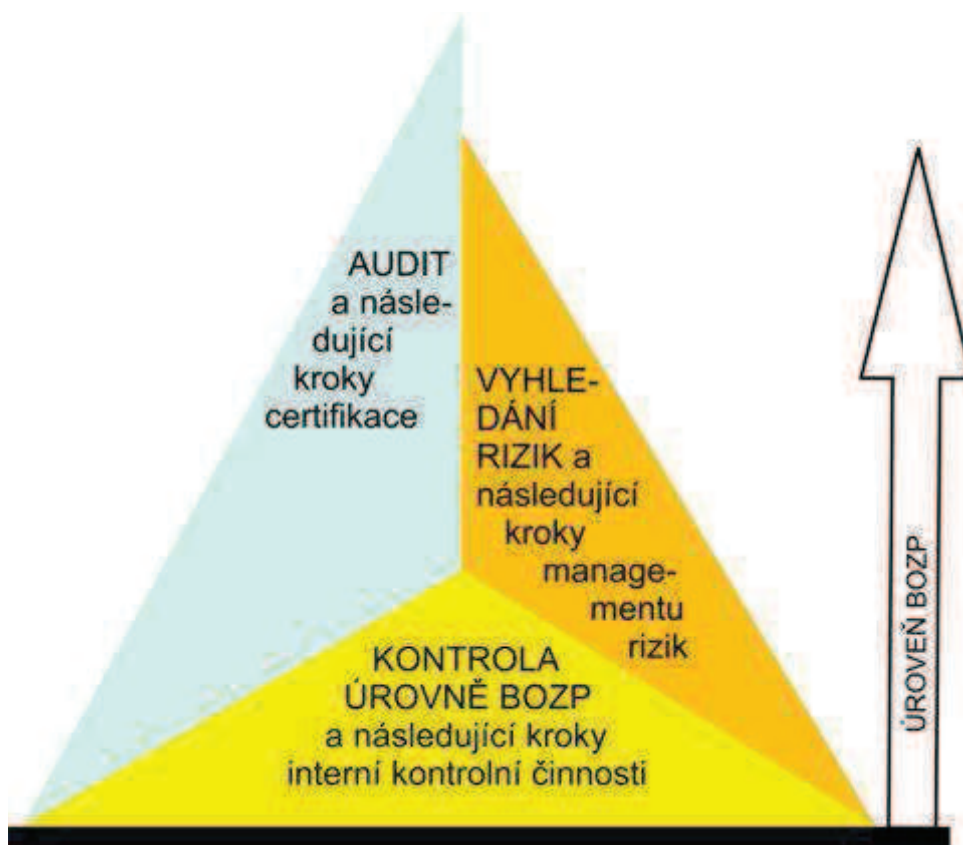 AUDIT
a násle-
dující
kroky
certifikace
VYHLE-
DÁNÍ
RIZIK a
následující
kroky
manage-
mentu
rizik
KONTROLA
ÚROVNĚ BOZP
a následující kroky
interní kontrolní činnosti
ÚROVEŇ BOZP